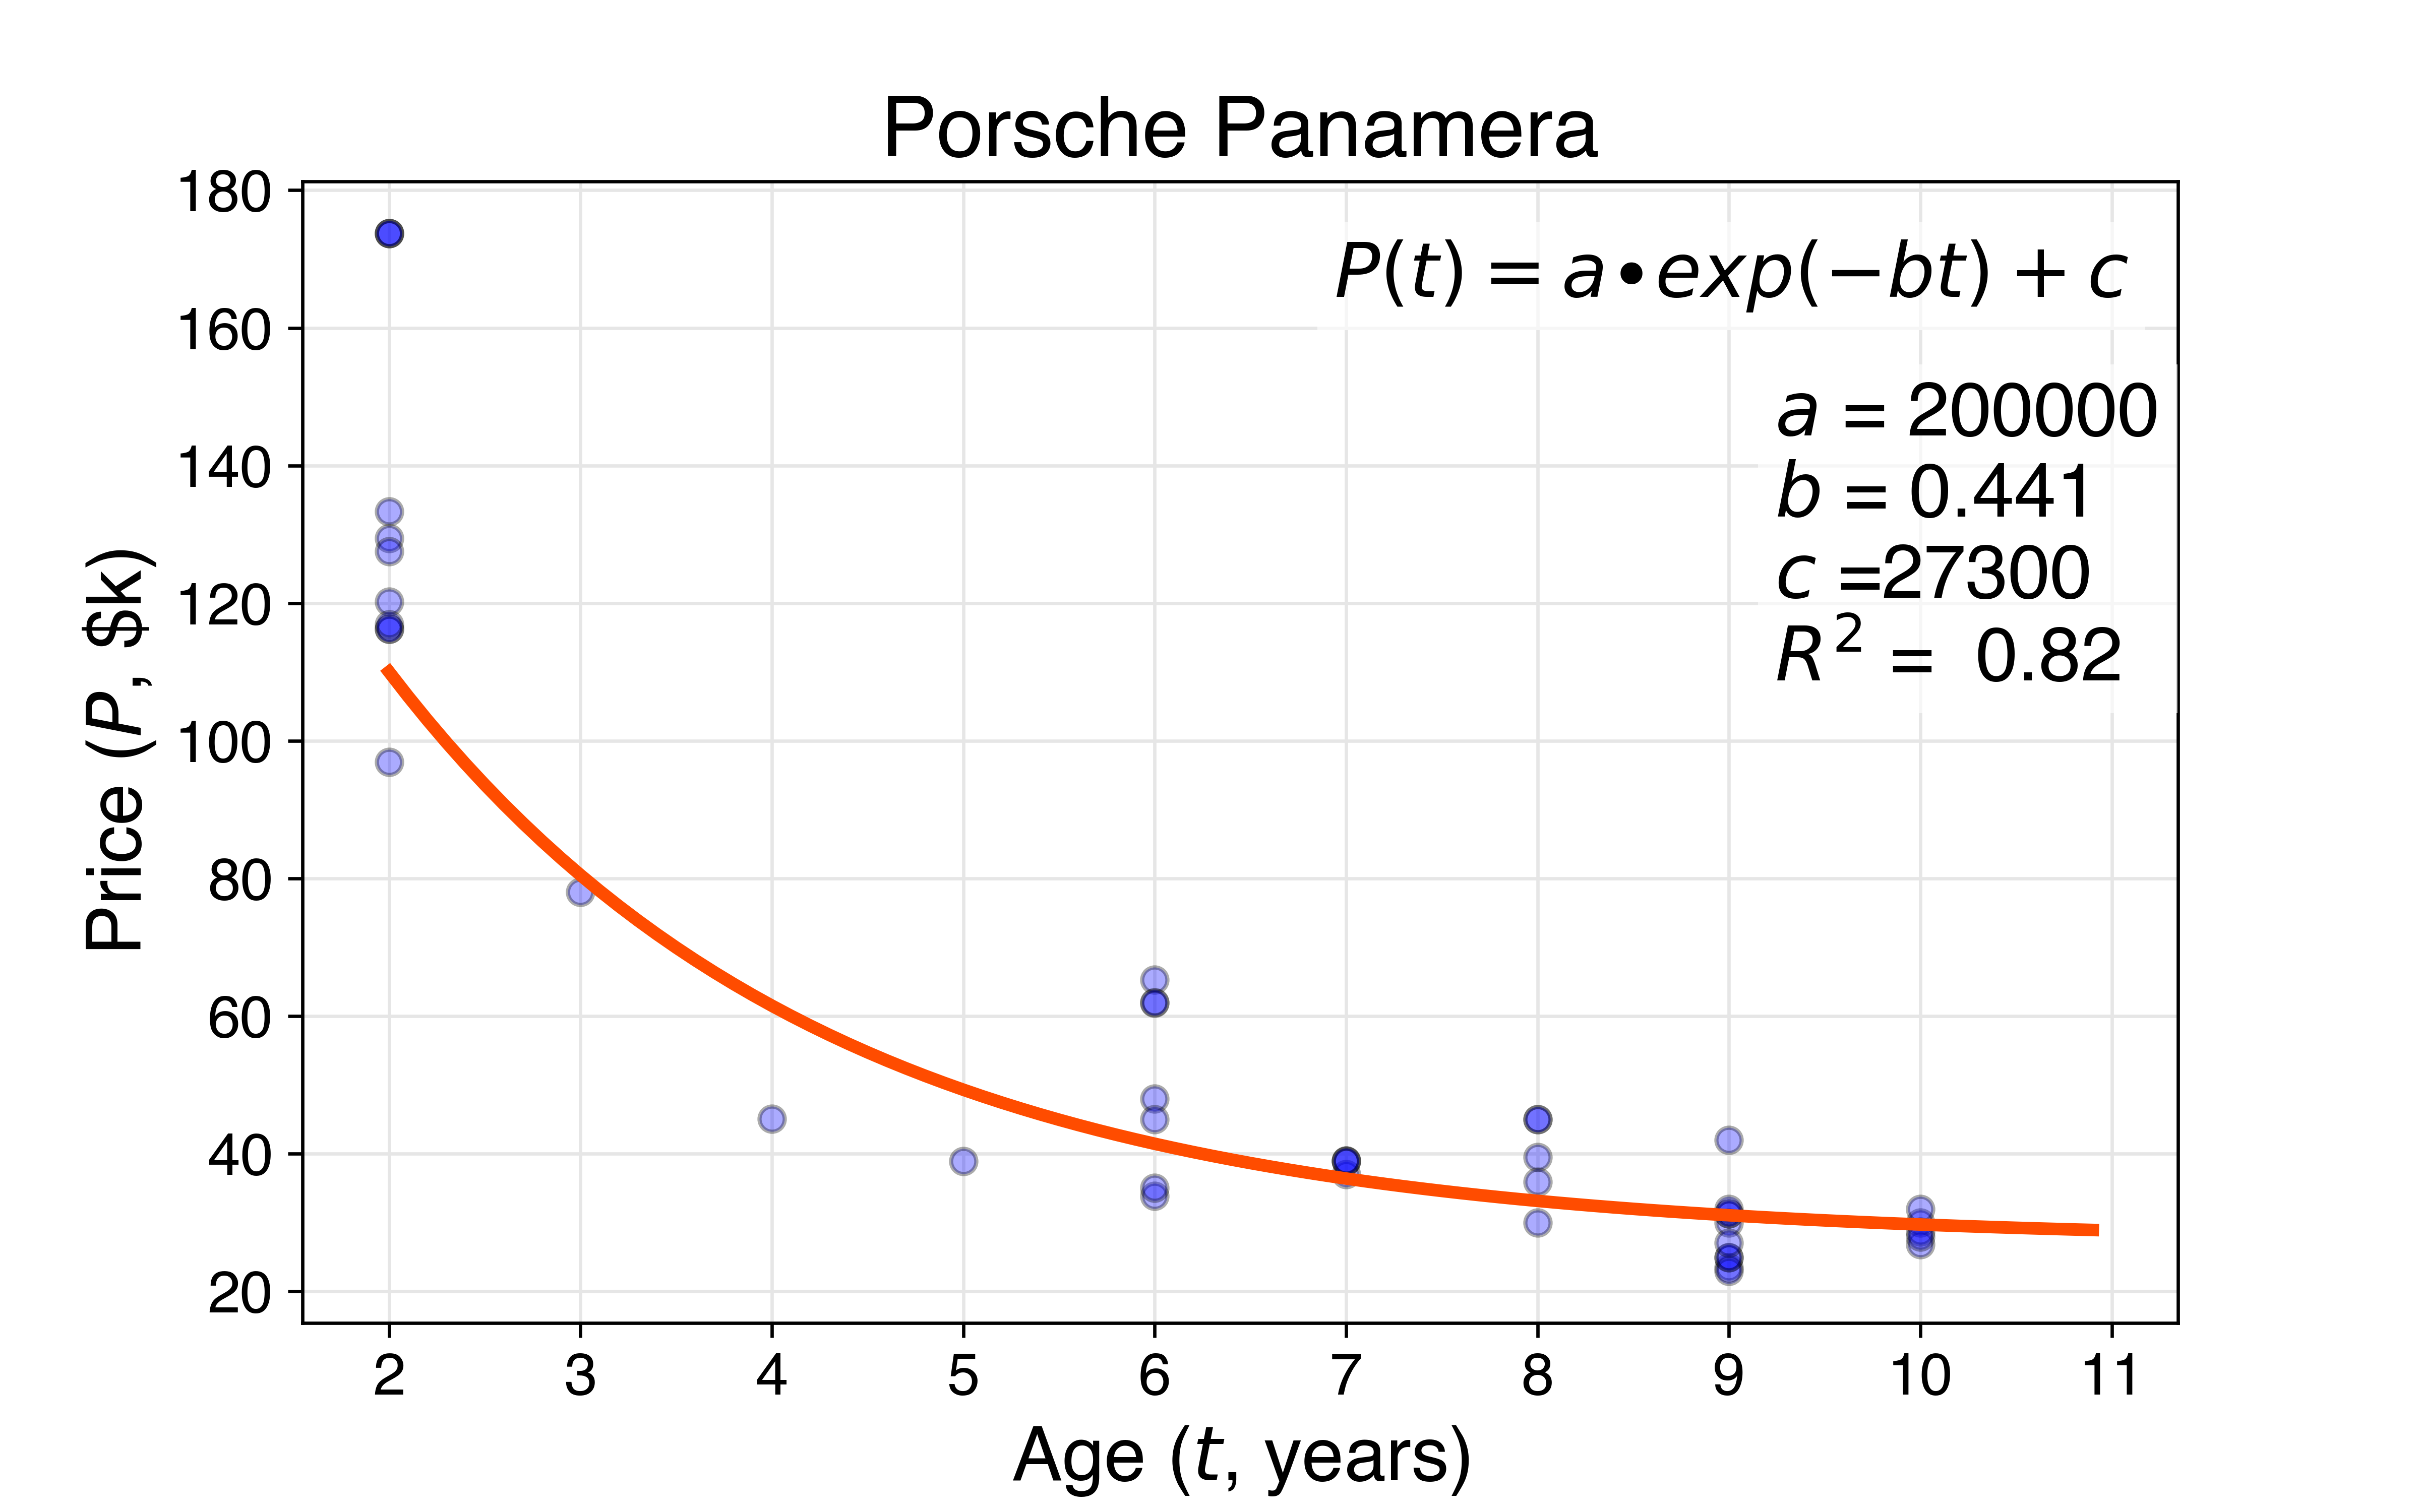 Porsche Panamera
P(t) = a•exp(−bt) + c
a = 200000
b = 0.441
c =27300
R² = 0.82
Price (P, $k)
180
160
140
120
100
80
60
40
20
2 3 4 5 6 7 8 9 10 11
Age (t, years)